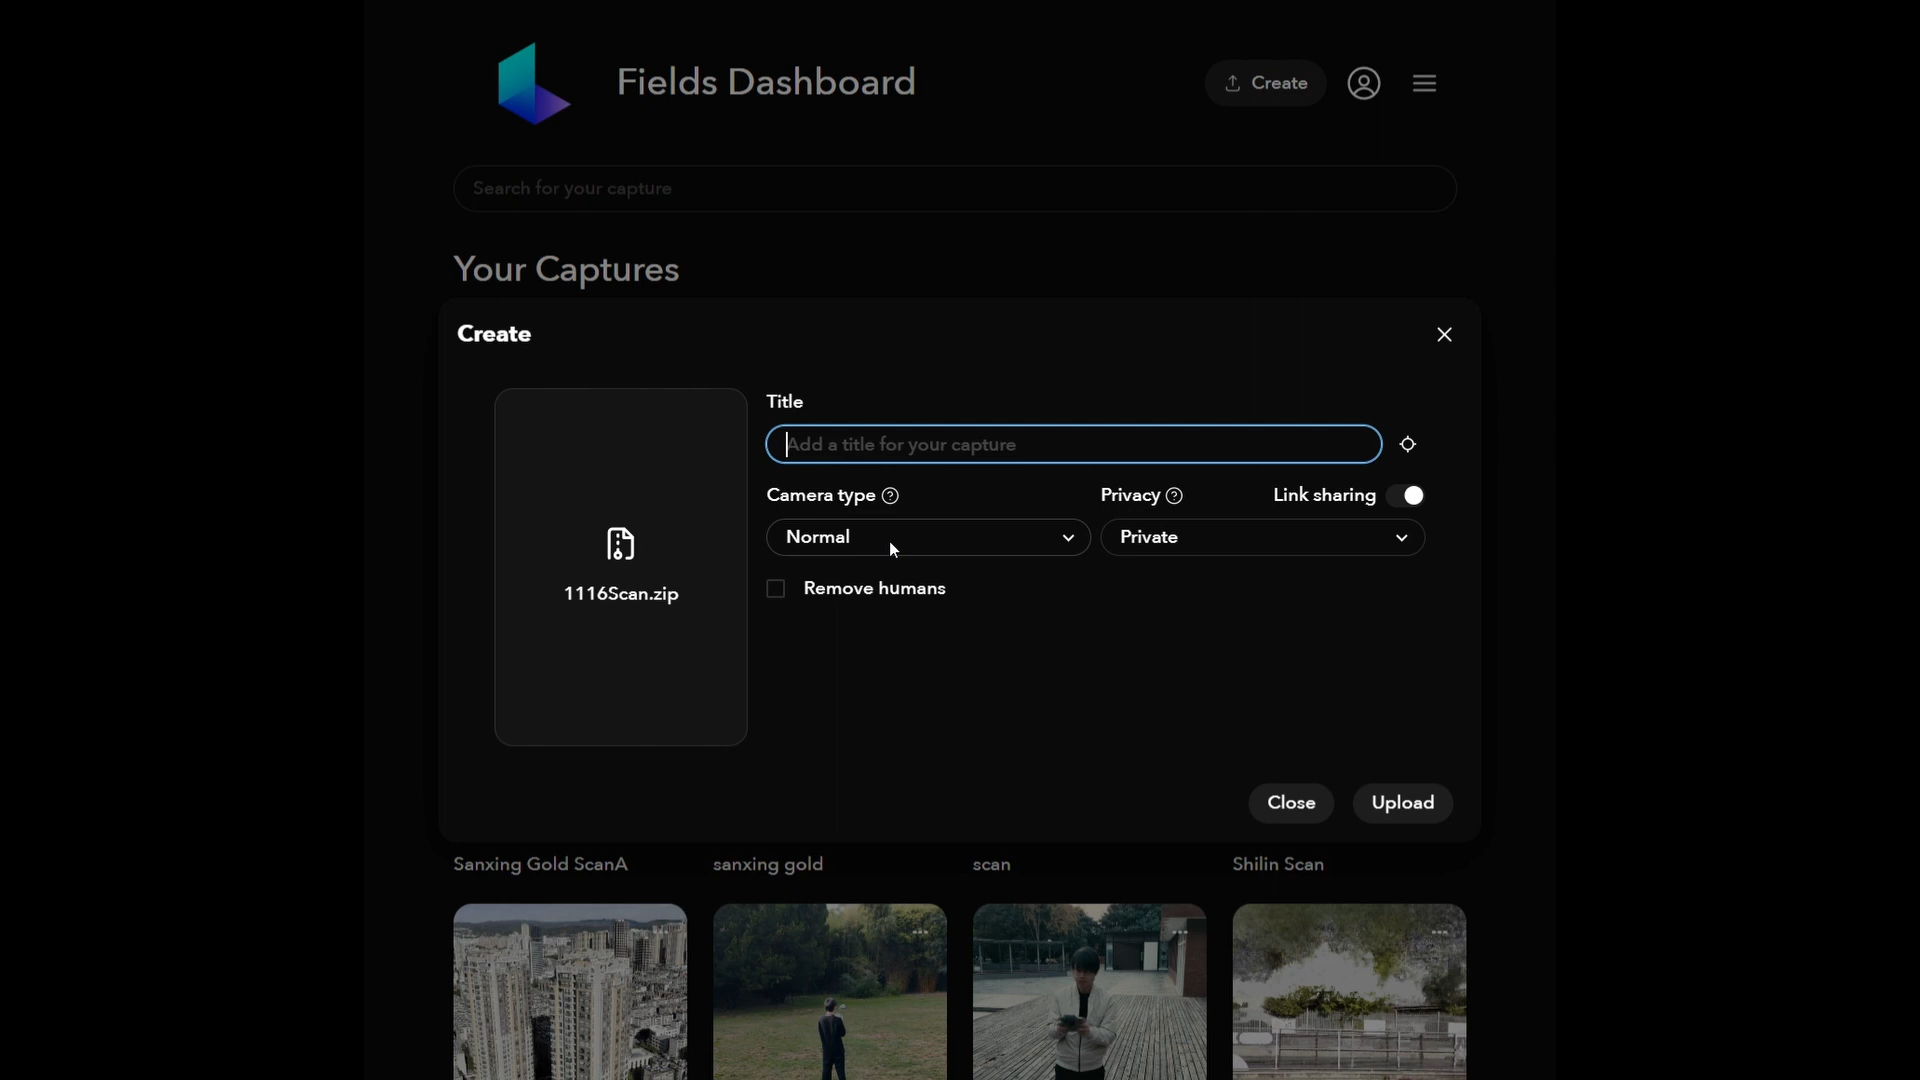 Fields Dashboard
Create
Search for your capture
Your Captures
Create
1116Scan.zip
Title
Add a title for your capture
Camera type
Privacy
Link sharing
Normal
Private
Remove humans
Close
Upload
Sanxing Gold ScanA
sanxing gold
scan
Shilin Scan